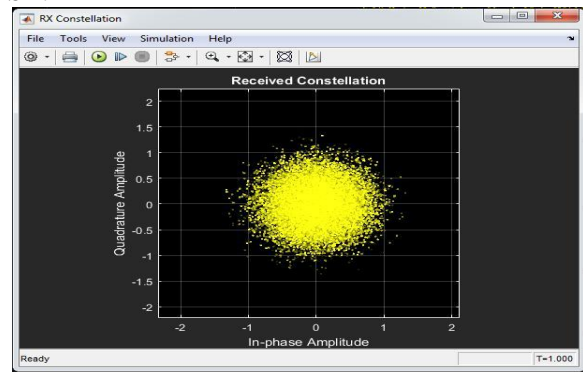 RX Constellation
File Tools View Simulation Help
Received Constellation
Quadrature Amplitude
2
1.5
1
0.5
0
-0.5
-1
-1.5
-2
-2 -1 0 1 2
In-phase Amplitude
Ready T=1.000